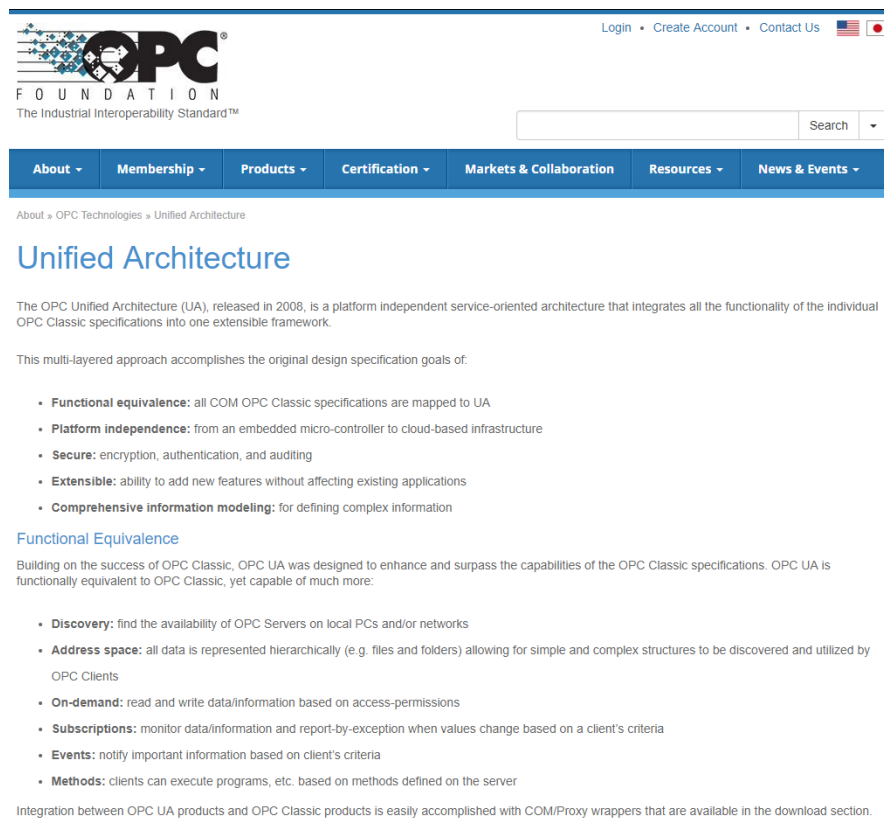 Login • Create Account • Contact Us
OPC®
FOUNDATION
The Industrial Interoperability Standard™
Search
About Membership Products Certification Markets & Collaboration Resources News & Events
About » OPC Technologies » Unified Architecture
Unified Architecture
The OPC Unified Architecture (UA), released in 2008, is a platform independent service-oriented architecture that integrates all the functionality of the individual
OPC Classic specifications into one extensible framework.
This multi-layered approach accomplishes the original design specification goals of:
• Functional equivalence: all COM OPC Classic specifications are mapped to UA
• Platform independence: from an embedded micro-controller to cloud-based infrastructure
• Secure: encryption, authentication, and auditing
• Extensible: ability to add new features without affecting existing applications
• Comprehensive information modeling: for defining complex information
Functional Equivalence
Building on the success of OPC Classic, OPC UA was designed to enhance and surpass the capabilities of the OPC Classic specifications. OPC UA is
functionally equivalent to OPC Classic, yet capable of much more:
• Discovery: find the availability of OPC Servers on local PCs and/or networks
• Address space: all data is represented hierarchically (e.g. files and folders) allowing for simple and complex structures to be discovered and utilized by
OPC Clients
• On-demand: read and write data/information based on access-permissions
• Subscriptions: monitor data/information and report-by-exception when values change based on a client's criteria
• Events: notify important information based on client's criteria
• Methods: clients can execute programs, etc. based on methods defined on the server
Integration between OPC UA products and OPC Classic products is easily accomplished with COM/Proxy wrappers that are available in the download section.